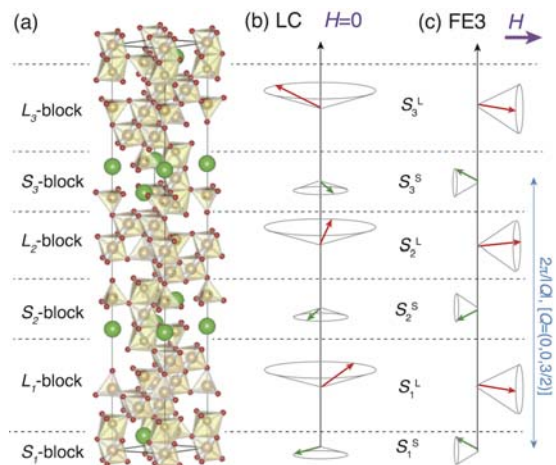 (a)
(b) LC H=0
(c) FE3 H
L₃-block
S₃ᴸ
S₃-block
S₃ˢ
L₂-block
S₂ᴸ
S₂-block
S₂ˢ
L₁-block
S₁ᴸ
S₁-block
S₁ˢ
2π/|Q|, [Q=(0,0,3/2)]